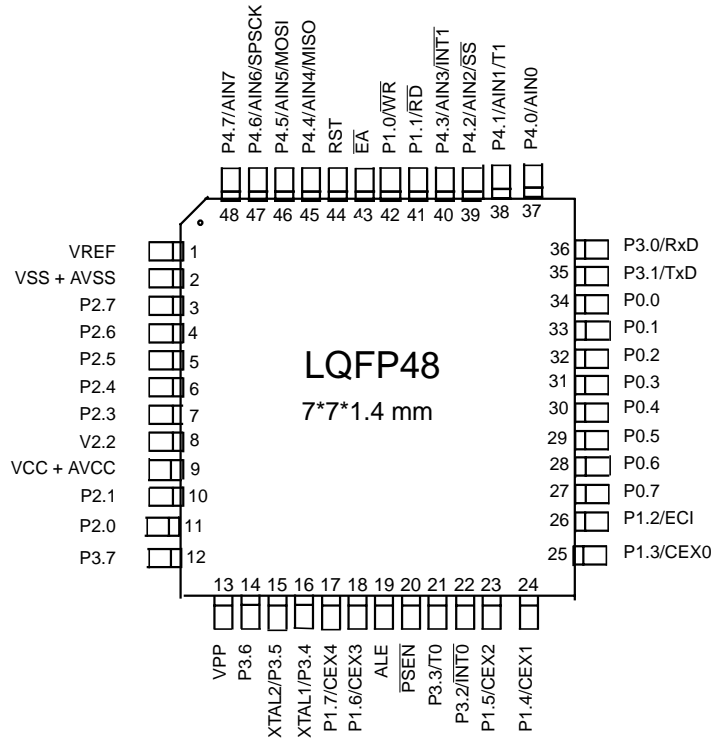 P4.7/AIN7
P4.6/AIN6/SPSCK
P4.5/AIN5/MOSI
P4.4/AIN4/MISO
RST
E̅A̅
P1.0/W̅R̅
P1.1/R̅D̅
P4.3/AIN3/I̅N̅T̅1̅
P4.2/AIN2/S̅S̅
P4.1/AIN1/T1
P4.0/AIN0
48 47 46 45 44 43 42 41 40 39 38 37
VREF 1
VSS + AVSS 2
P2.7 3
P2.6 4
P2.5 5
P2.4 6
P2.3 7
V2.2 8
VCC + AVCC 9
P2.1 10
P2.0 11
P3.7 12
LQFP48
7*7*1.4 mm
36 P3.0/RxD
35 P3.1/TxD
34 P0.0
33 P0.1
32 P0.2
31 P0.3
30 P0.4
29 P0.5
28 P0.6
27 P0.7
26 P1.2/ECI
25 P1.3/CEX0
13 14 15 16 17 18 19 20 21 22 23 24
VPP
P3.6
XTAL2/P3.5
XTAL1/P3.4
P1.7/CEX4
P1.6/CEX3
ALE
P̅S̅E̅N̅
P3.3/T0
P3.2/I̅N̅T̅0̅
P1.5/CEX2
P1.4/CEX1